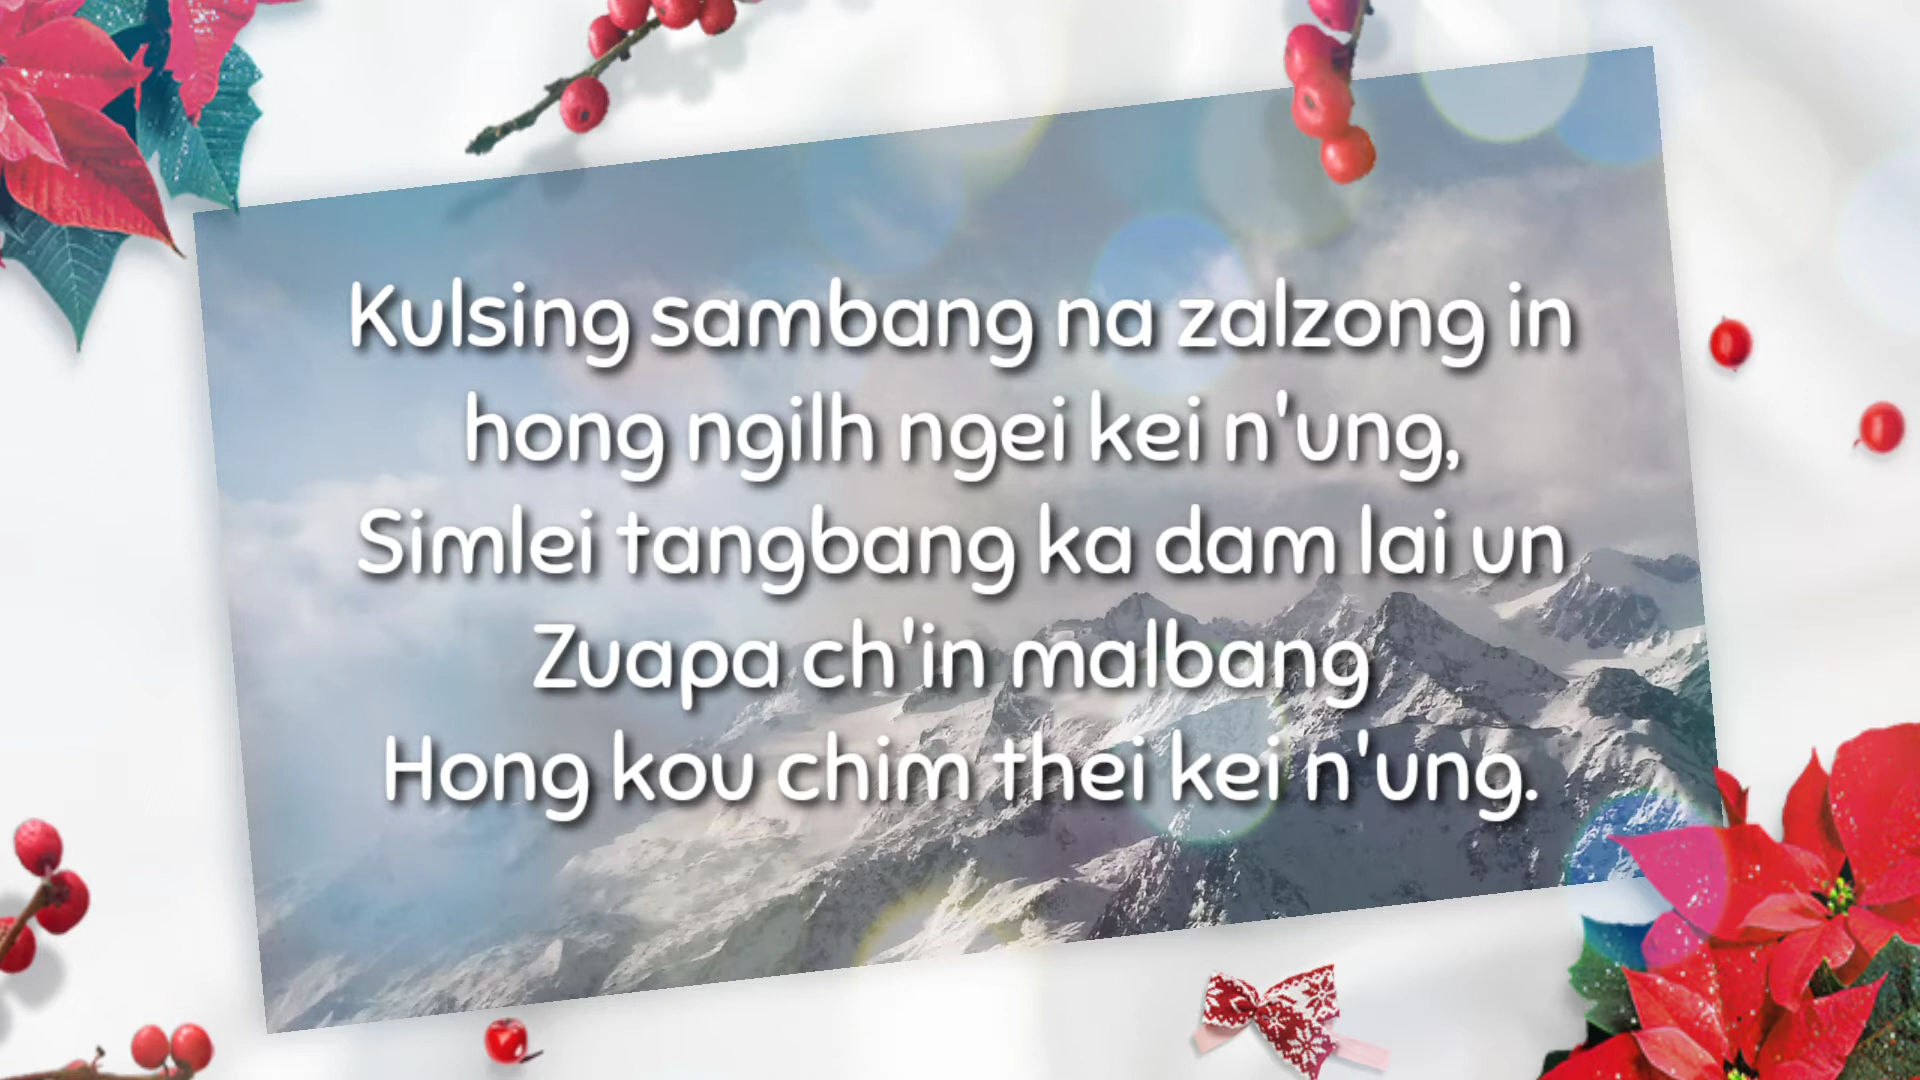 Kulsing sambang na zalzong in
hong ngilh ngei kei n'ung,
Simlei tangbang ka dam lai un
Zuapa ch'in malbang
Hong kou chim thei kei n'ung.